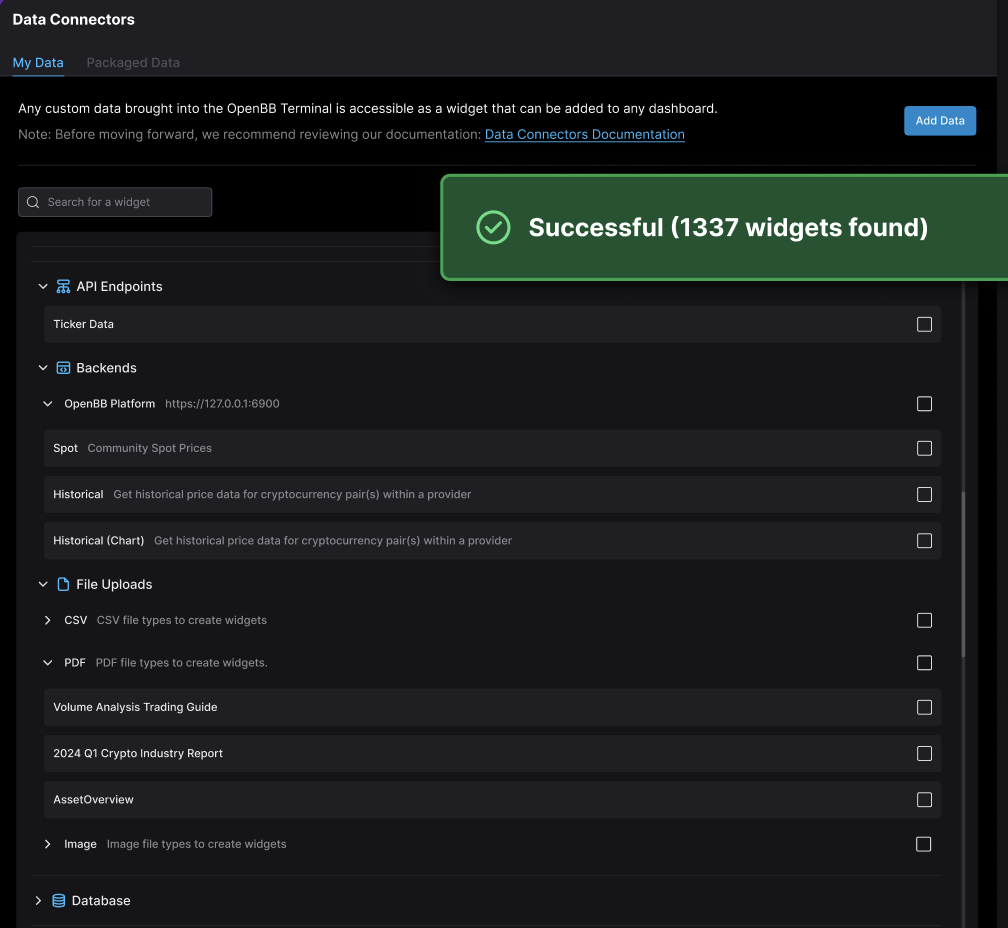 Data Connectors
My Data Packaged Data
Any custom data brought into the OpenBB Terminal is accessible as a widget that can be added to any dashboard.
Note: Before moving forward, we recommend reviewing our documentation: Data Connectors Documentation
Add Data
Search for a widget
Successful (1337 widgets found)
API Endpoints
Ticker Data
Backends
OpenBB Platform https://127.0.0.1:6900
Spot Community Spot Prices
Historical Get historical price data for cryptocurrency pair(s) within a provider
Historical (Chart) Get historical price data for cryptocurrency pair(s) within a provider
File Uploads
CSV CSV file types to create widgets
PDF PDF file types to create widgets.
Volume Analysis Trading Guide
2024 Q1 Crypto Industry Report
AssetOverview
Image Image file types to create widgets
Database